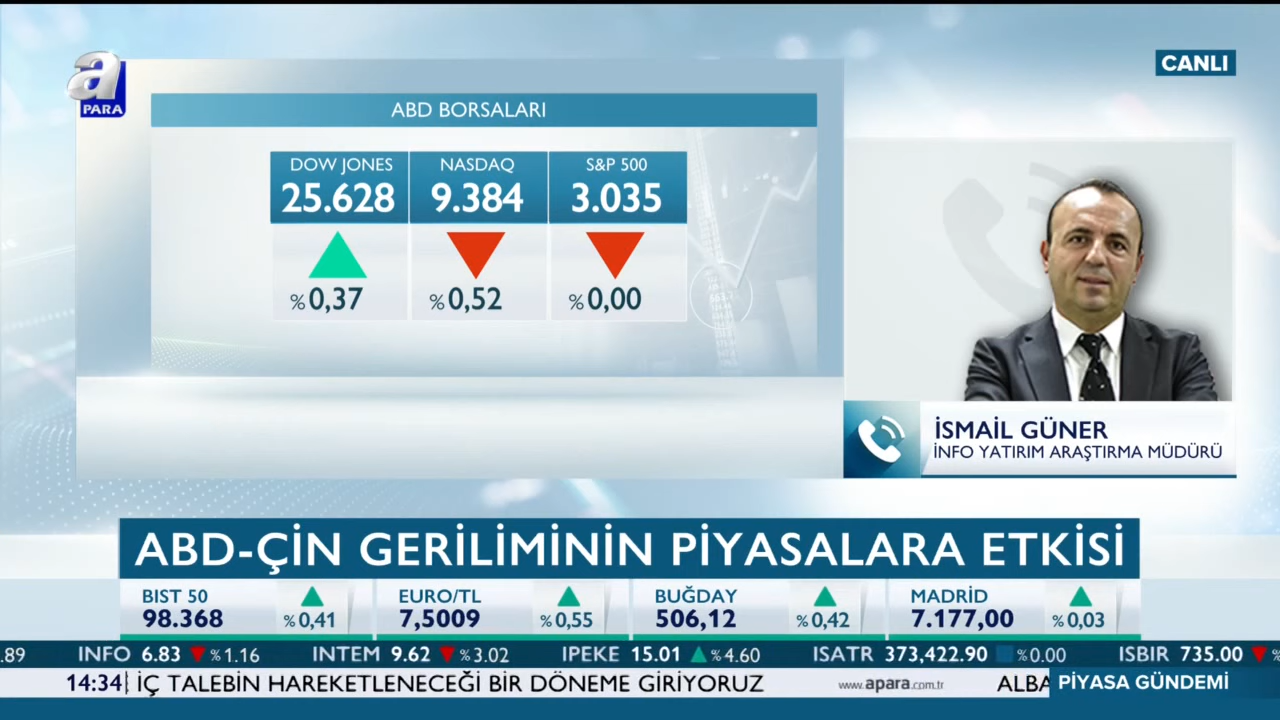 a
PARA
CANLI
ABD BORSALARI
DOW JONES NASDAQ S&P 500
25.628 9.384 3.035
%0,37 %0,52 %0,00
İSMAİL GÜNER
İNFO YATIRIM ARAŞTIRMA MÜDÜRÜ
ABD-ÇİN GERİLİMİNİN PİYASALARA ETKİSİ
BIST 50 EURO/TL BUĞDAY MADRİD
98.368 %0,41 7,5009 %0,55 506,12 %0,42 7.177,00 %0,03
.89 INFO 6.83 %1.16 INTEM 9.62 %3.02 IPEKE 15.01 %4.60 ISATR 373,422.90 %0.00 ISBIR 735.00 %
14:34 İÇ TALEBİN HAREKETLENECEĞİ BİR DÖNEME GİRİYORUZ www.apara.com.tr ALBA PİYASA GÜNDEMİ